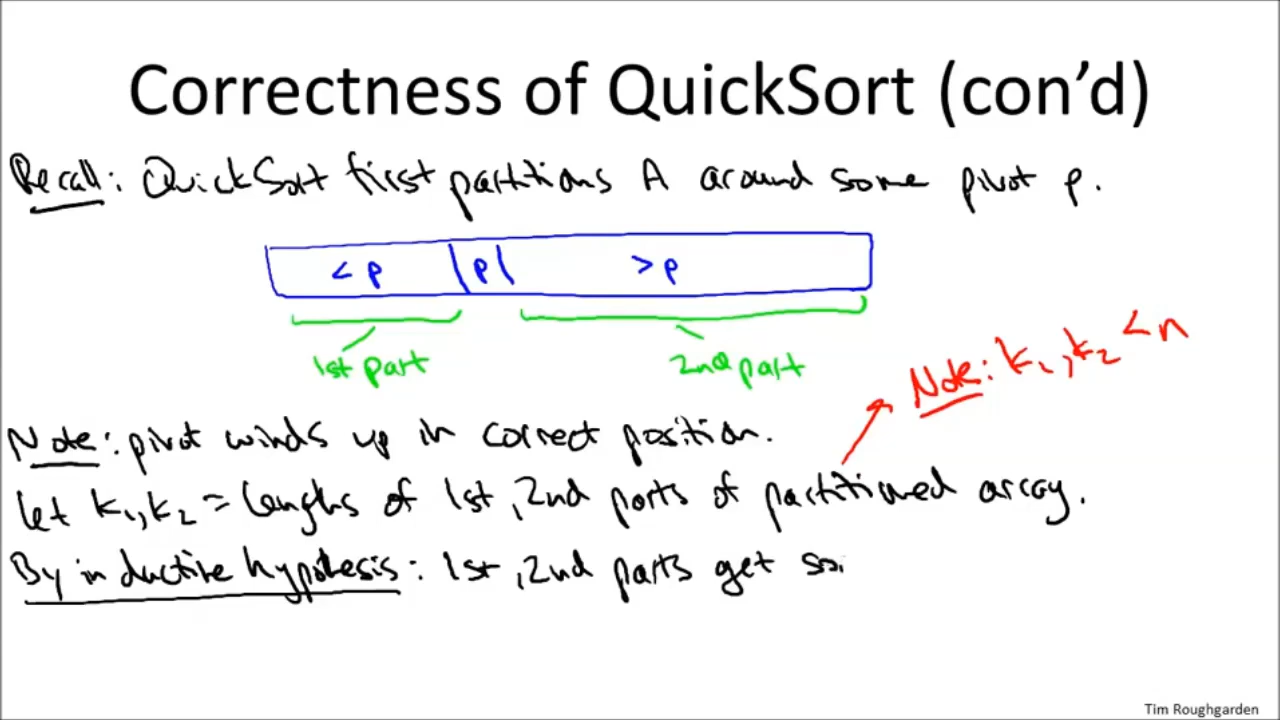 Correctness of QuickSort (con'd)
Recall: QuickSort first partitions A around some pivot p.
< p | p | > p
1st part 2nd part
Note: k1, k2 < n
Note: pivot winds up in correct position.
let k1, k2 = lengths of 1st, 2nd parts of partitioned array.
By inductive hypothesis: 1st, 2nd parts get so
Tim Roughgarden